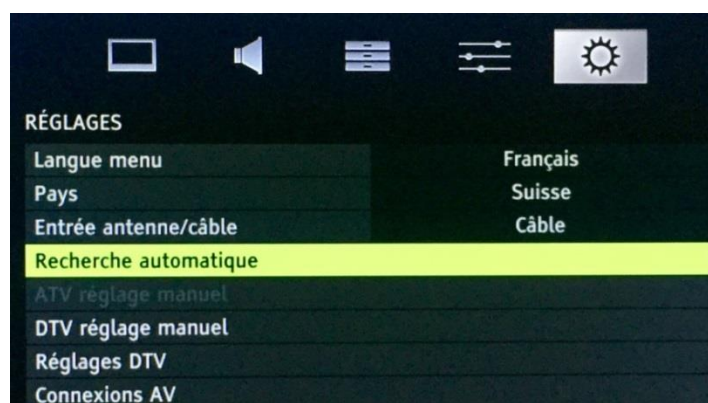 RÉGLAGES
Langue menu Français
Pays Suisse
Entrée antenne/câble Câble
Recherche automatique
ATV réglage manuel
DTV réglage manuel
Réglages DTV
Connexions AV